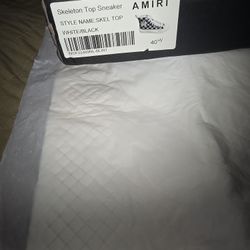 Skeleton Top Sneaker
AMIRI
STYLE NAME:SKEL TOP
WHITE/BLACK
40